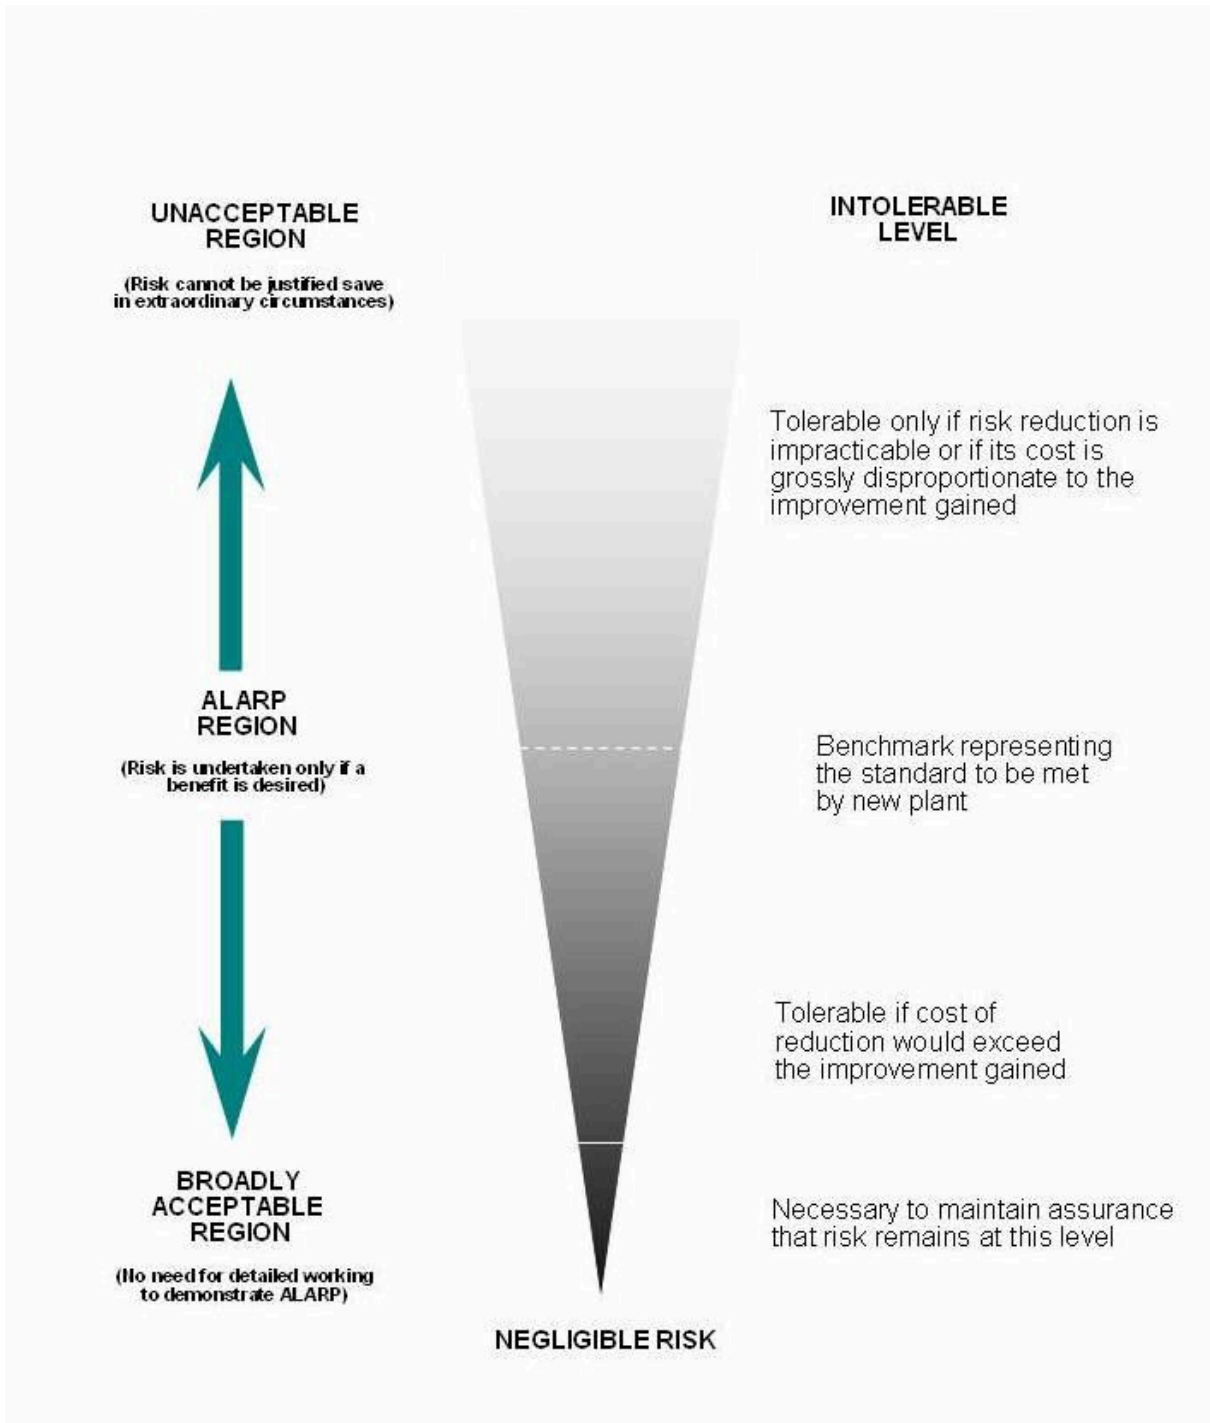 UNACCEPTABLE
REGION
(Risk cannot be justified save
in extraordinary circumstances)
INTOLERABLE
LEVEL
Tolerable only if risk reduction is
impracticable or if its cost is
grossly disproportionate to the
improvement gained
ALARP
REGION
(Risk is undertaken only if a
benefit is desired)
Benchmark representing
the standard to be met
by new plant
Tolerable if cost of
reduction would exceed
the improvement gained
BROADLY
ACCEPTABLE
REGION
(No need for detailed working
to demonstrate ALARP)
Necessary to maintain assurance
that risk remains at this level
NEGLIGIBLE RISK